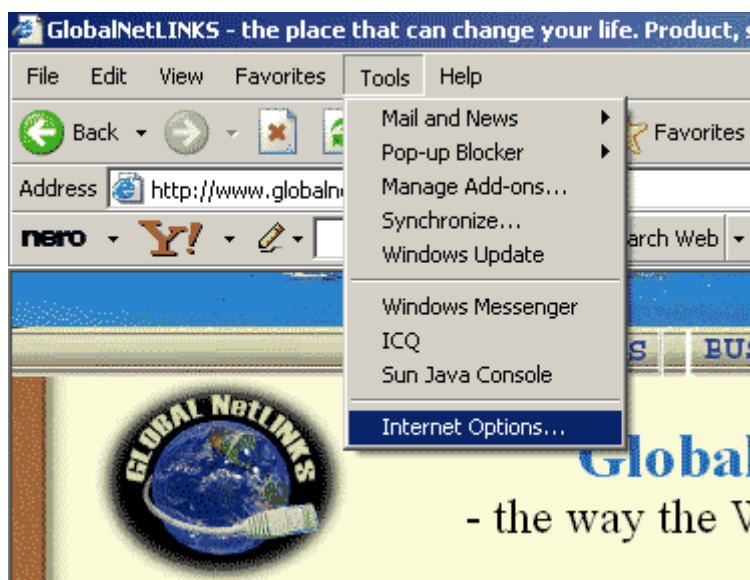 GlobalNetLINKS - the place that can change your life. Product,
File Edit View Favorites Tools Help
Back Favorites
Address http://www.globaln
nero Y! arch Web
Mail and News
Pop-up Blocker
Manage Add-ons...
Synchronize...
Windows Update
Windows Messenger
ICQ
Sun Java Console
Internet Options...
S BUS
GLOBAL NetLINKS
Global
- the way the W